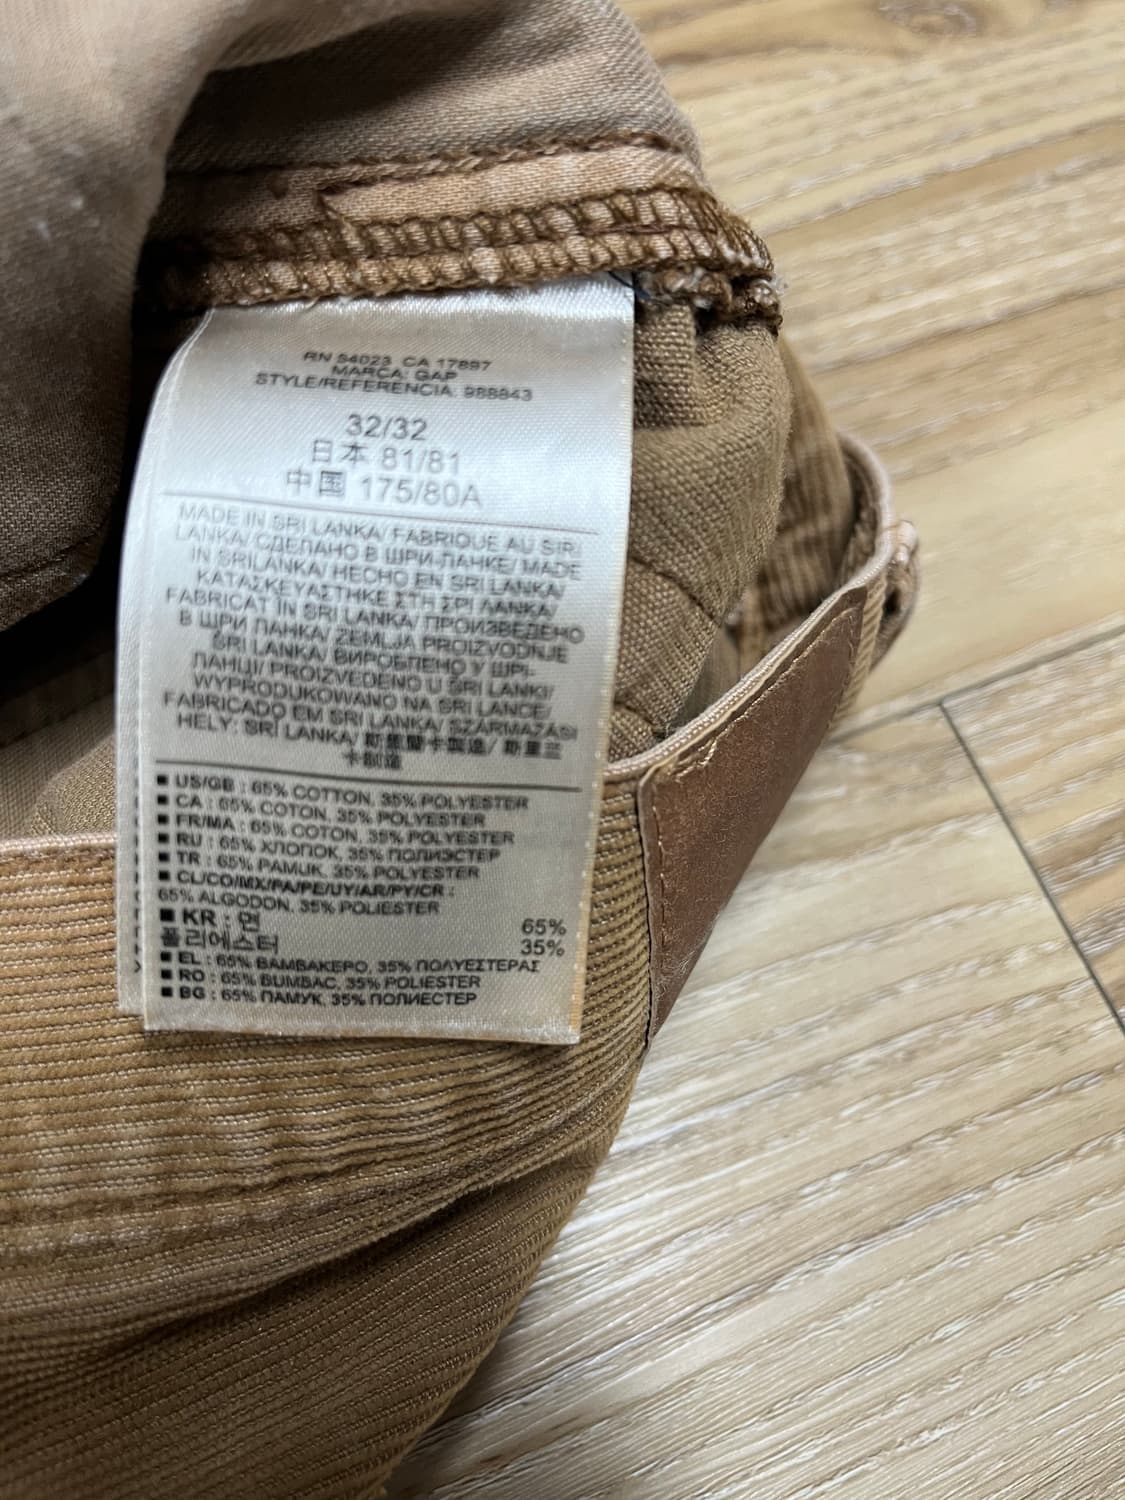 RN 54023 CA 17897
MARCA: GAP
STYLE/REFERENCIA: 988843
32/32
日本 81/81
中国 175/80A
MADE IN SRI LANKA/ FABRIQUE AU SIRI
LANKA/ СДЕЛАНО В ШРИ-ЛАНКЕ/ MADE
IN SRILANKA/ HECHO EN SRI LANKA/
ΚΑΤΑΣΚΕΥΑΣΤΗΚΕ ΣΤΗ ΣΡΙ ΛΑΝΚΑ/
FABRICAT ÎN SRI LANKA/ ПРОИЗВЕДЕНО
В ШРИ ЛАНКА/ ZEMLJA PROIZVODNJE
ŠRI LANKA/ ВИРОБЛЕНО У ШРІ-
ЛАНЦІ/ PROIZVEDENO U ŠRI LANKI/
WYPRODUKOWANO NA SRI LANCE/
FABRICADO EM SRI LANKA/ SZÁRMAZÁSI
HELY: SRÍ LANKA/ 斯里蘭卡製造/ 斯里兰
卡制造
■ US/GB : 65% COTTON, 35% POLYESTER
■ CA : 65% COTON, 35% POLYESTER
■ FR/MA : 65% COTON, 35% POLYESTER
■ RU : 65% ХЛОПОК, 35% ПОЛИЭСТЕР
■ TR : 65% PAMUK, 35% POLYESTER
■ CL/CO/MX/PA/PE/UY/AR/PY/CR :
65% ALGODON, 35% POLIESTER
■ KR : 면 65%
폴리에스터 35%
■ EL : 65% ΒΑΜΒΑΚΕΡΟ, 35% ΠΟΛΥΕΣΤΕΡΑΣ
■ RO : 65% BUMBAC, 35% POLIESTER
■ BG : 65% ПАМУК, 35% ПОЛИЕСТЕР